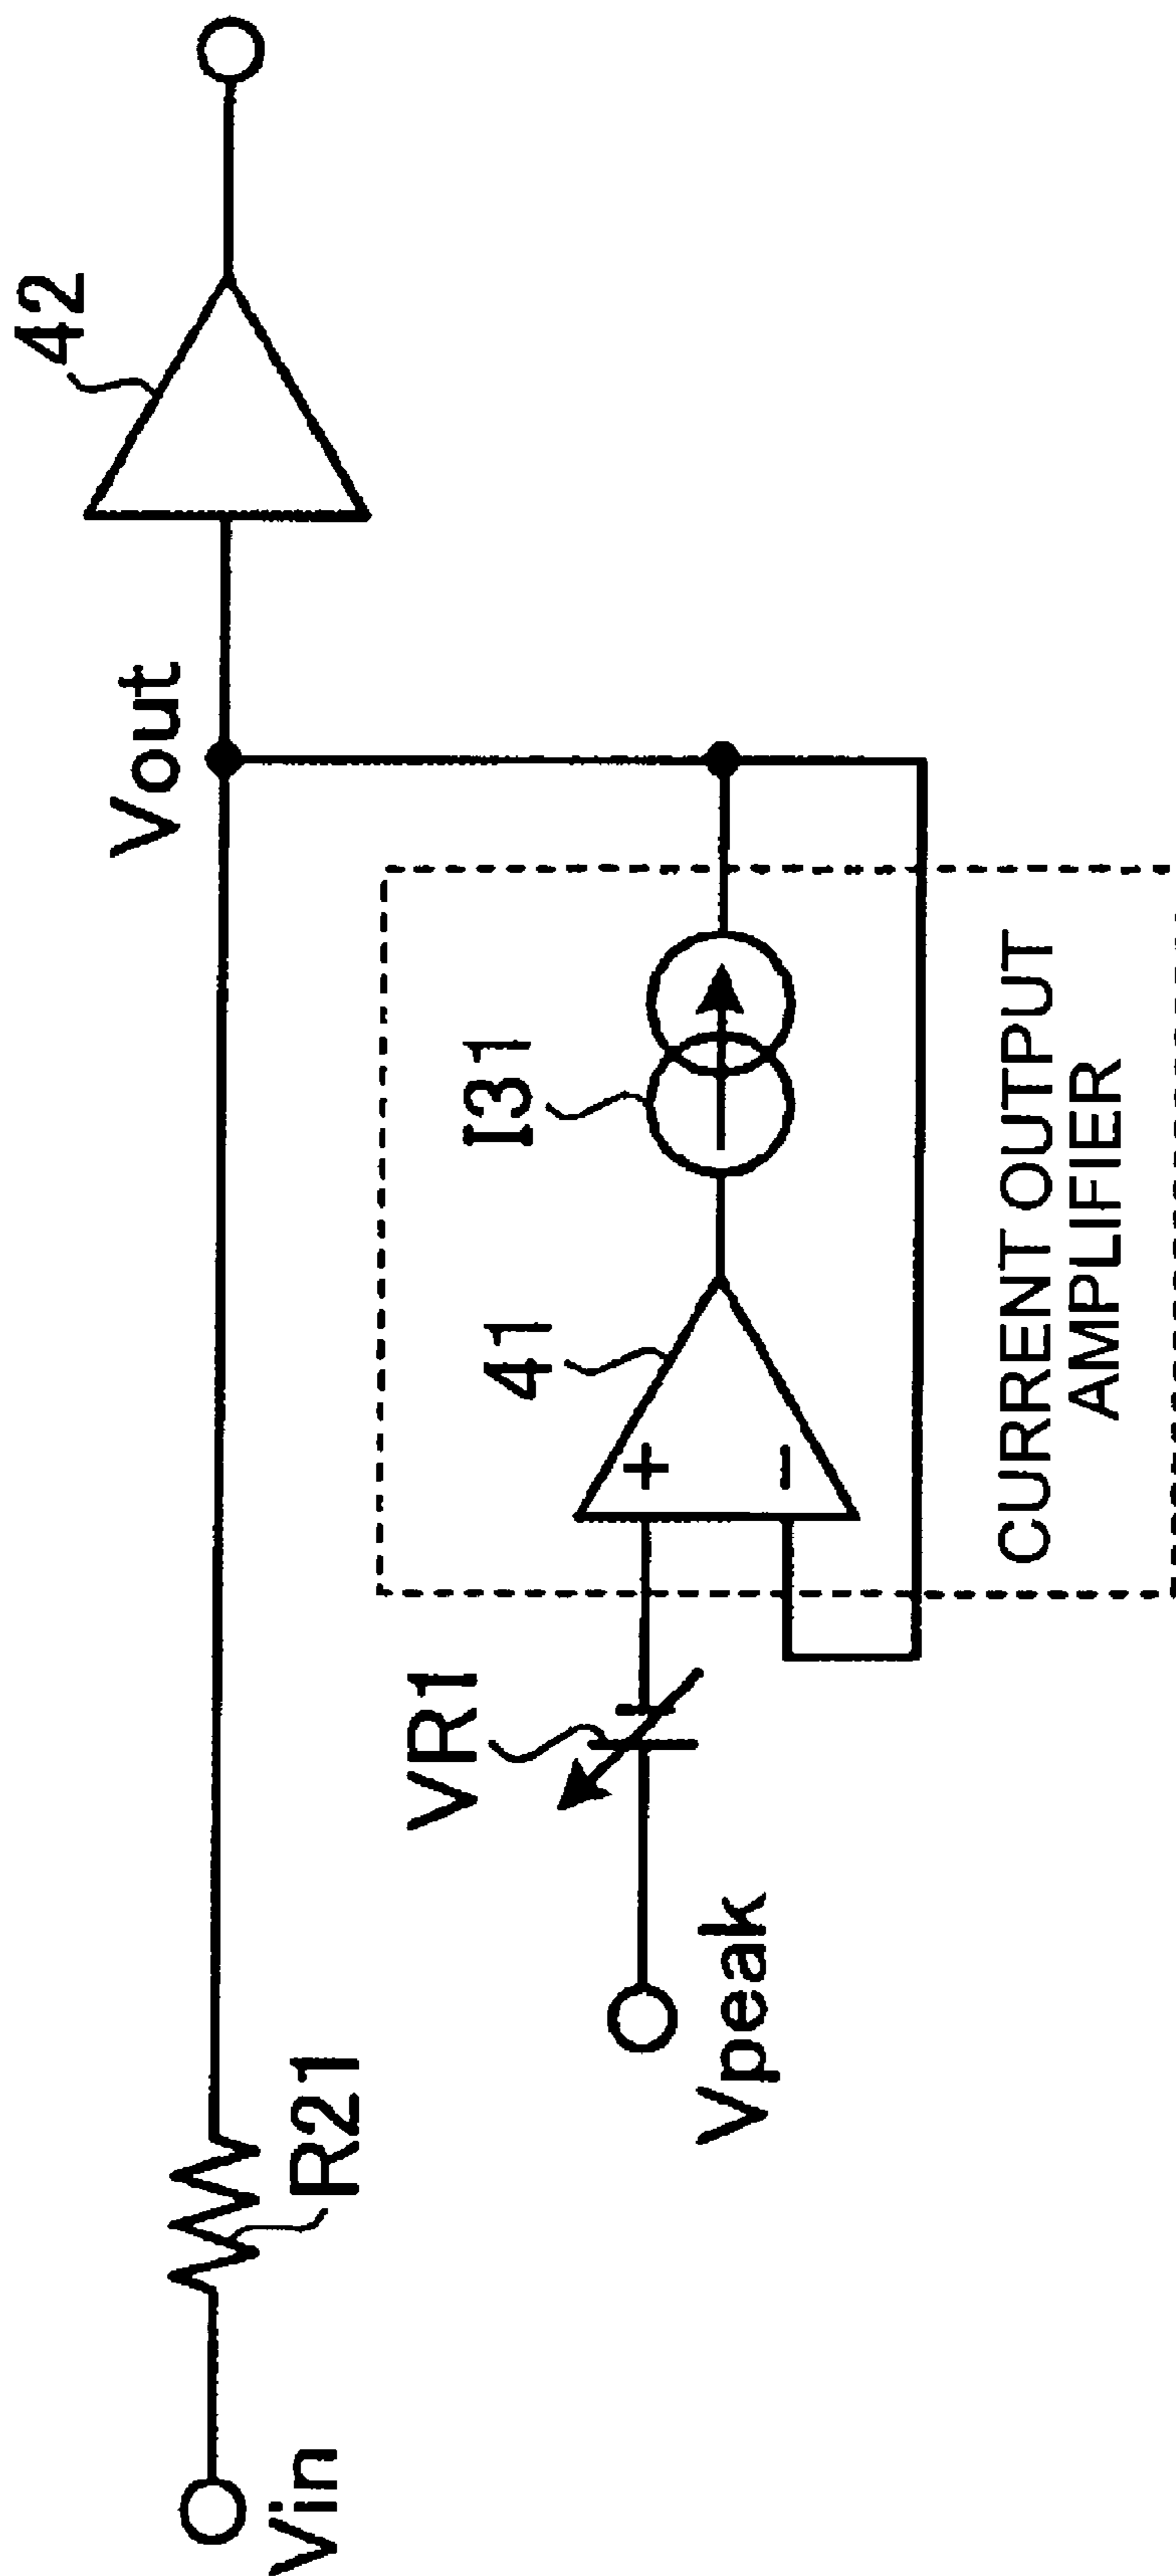 42
Vout
I31
41
+
-
CURRENT OUTPUT
AMPLIFIER
VR1
Vpeak
R21
Vin